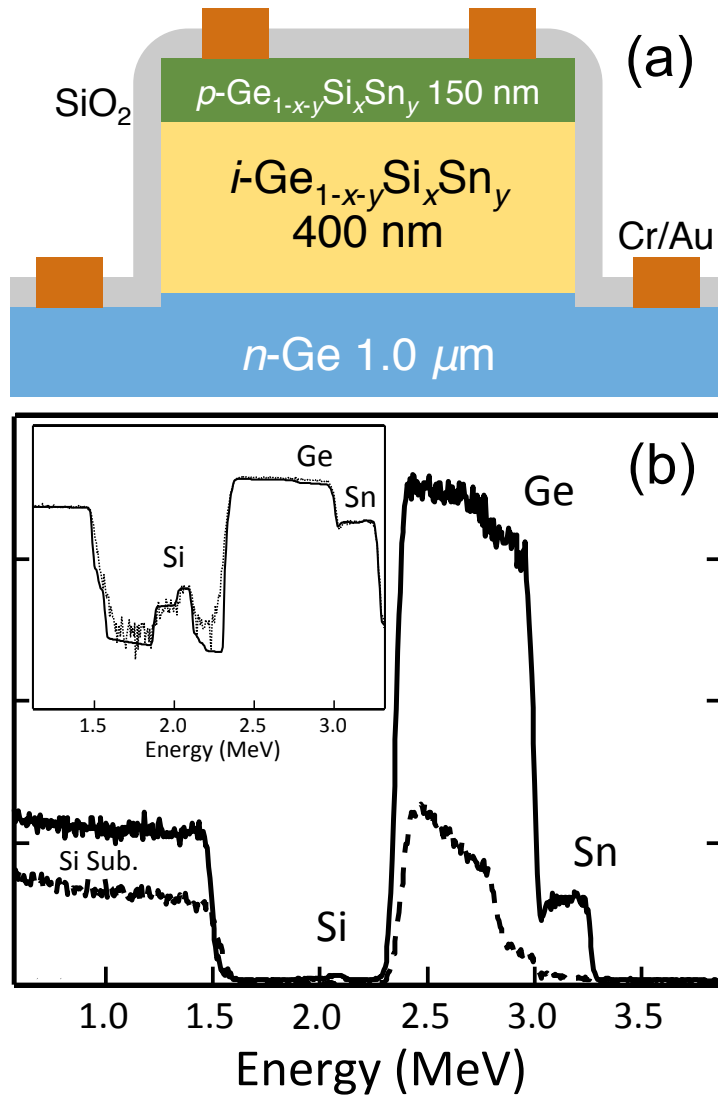 (a)
p-Ge₁₋ₓ₋ᵧSiₓSnᵧ 150 nm
SiO₂
i-Ge₁₋ₓ₋ᵧSiₓSnᵧ
400 nm
Cr/Au
n-Ge 1.0 μm
(b)
Ge
Sn
Si
1.5 2.0 2.5 3.0
Energy (MeV)
Ge
Sn
Si Sub.
Si
1.0 1.5 2.0 2.5 3.0 3.5
Energy (MeV)